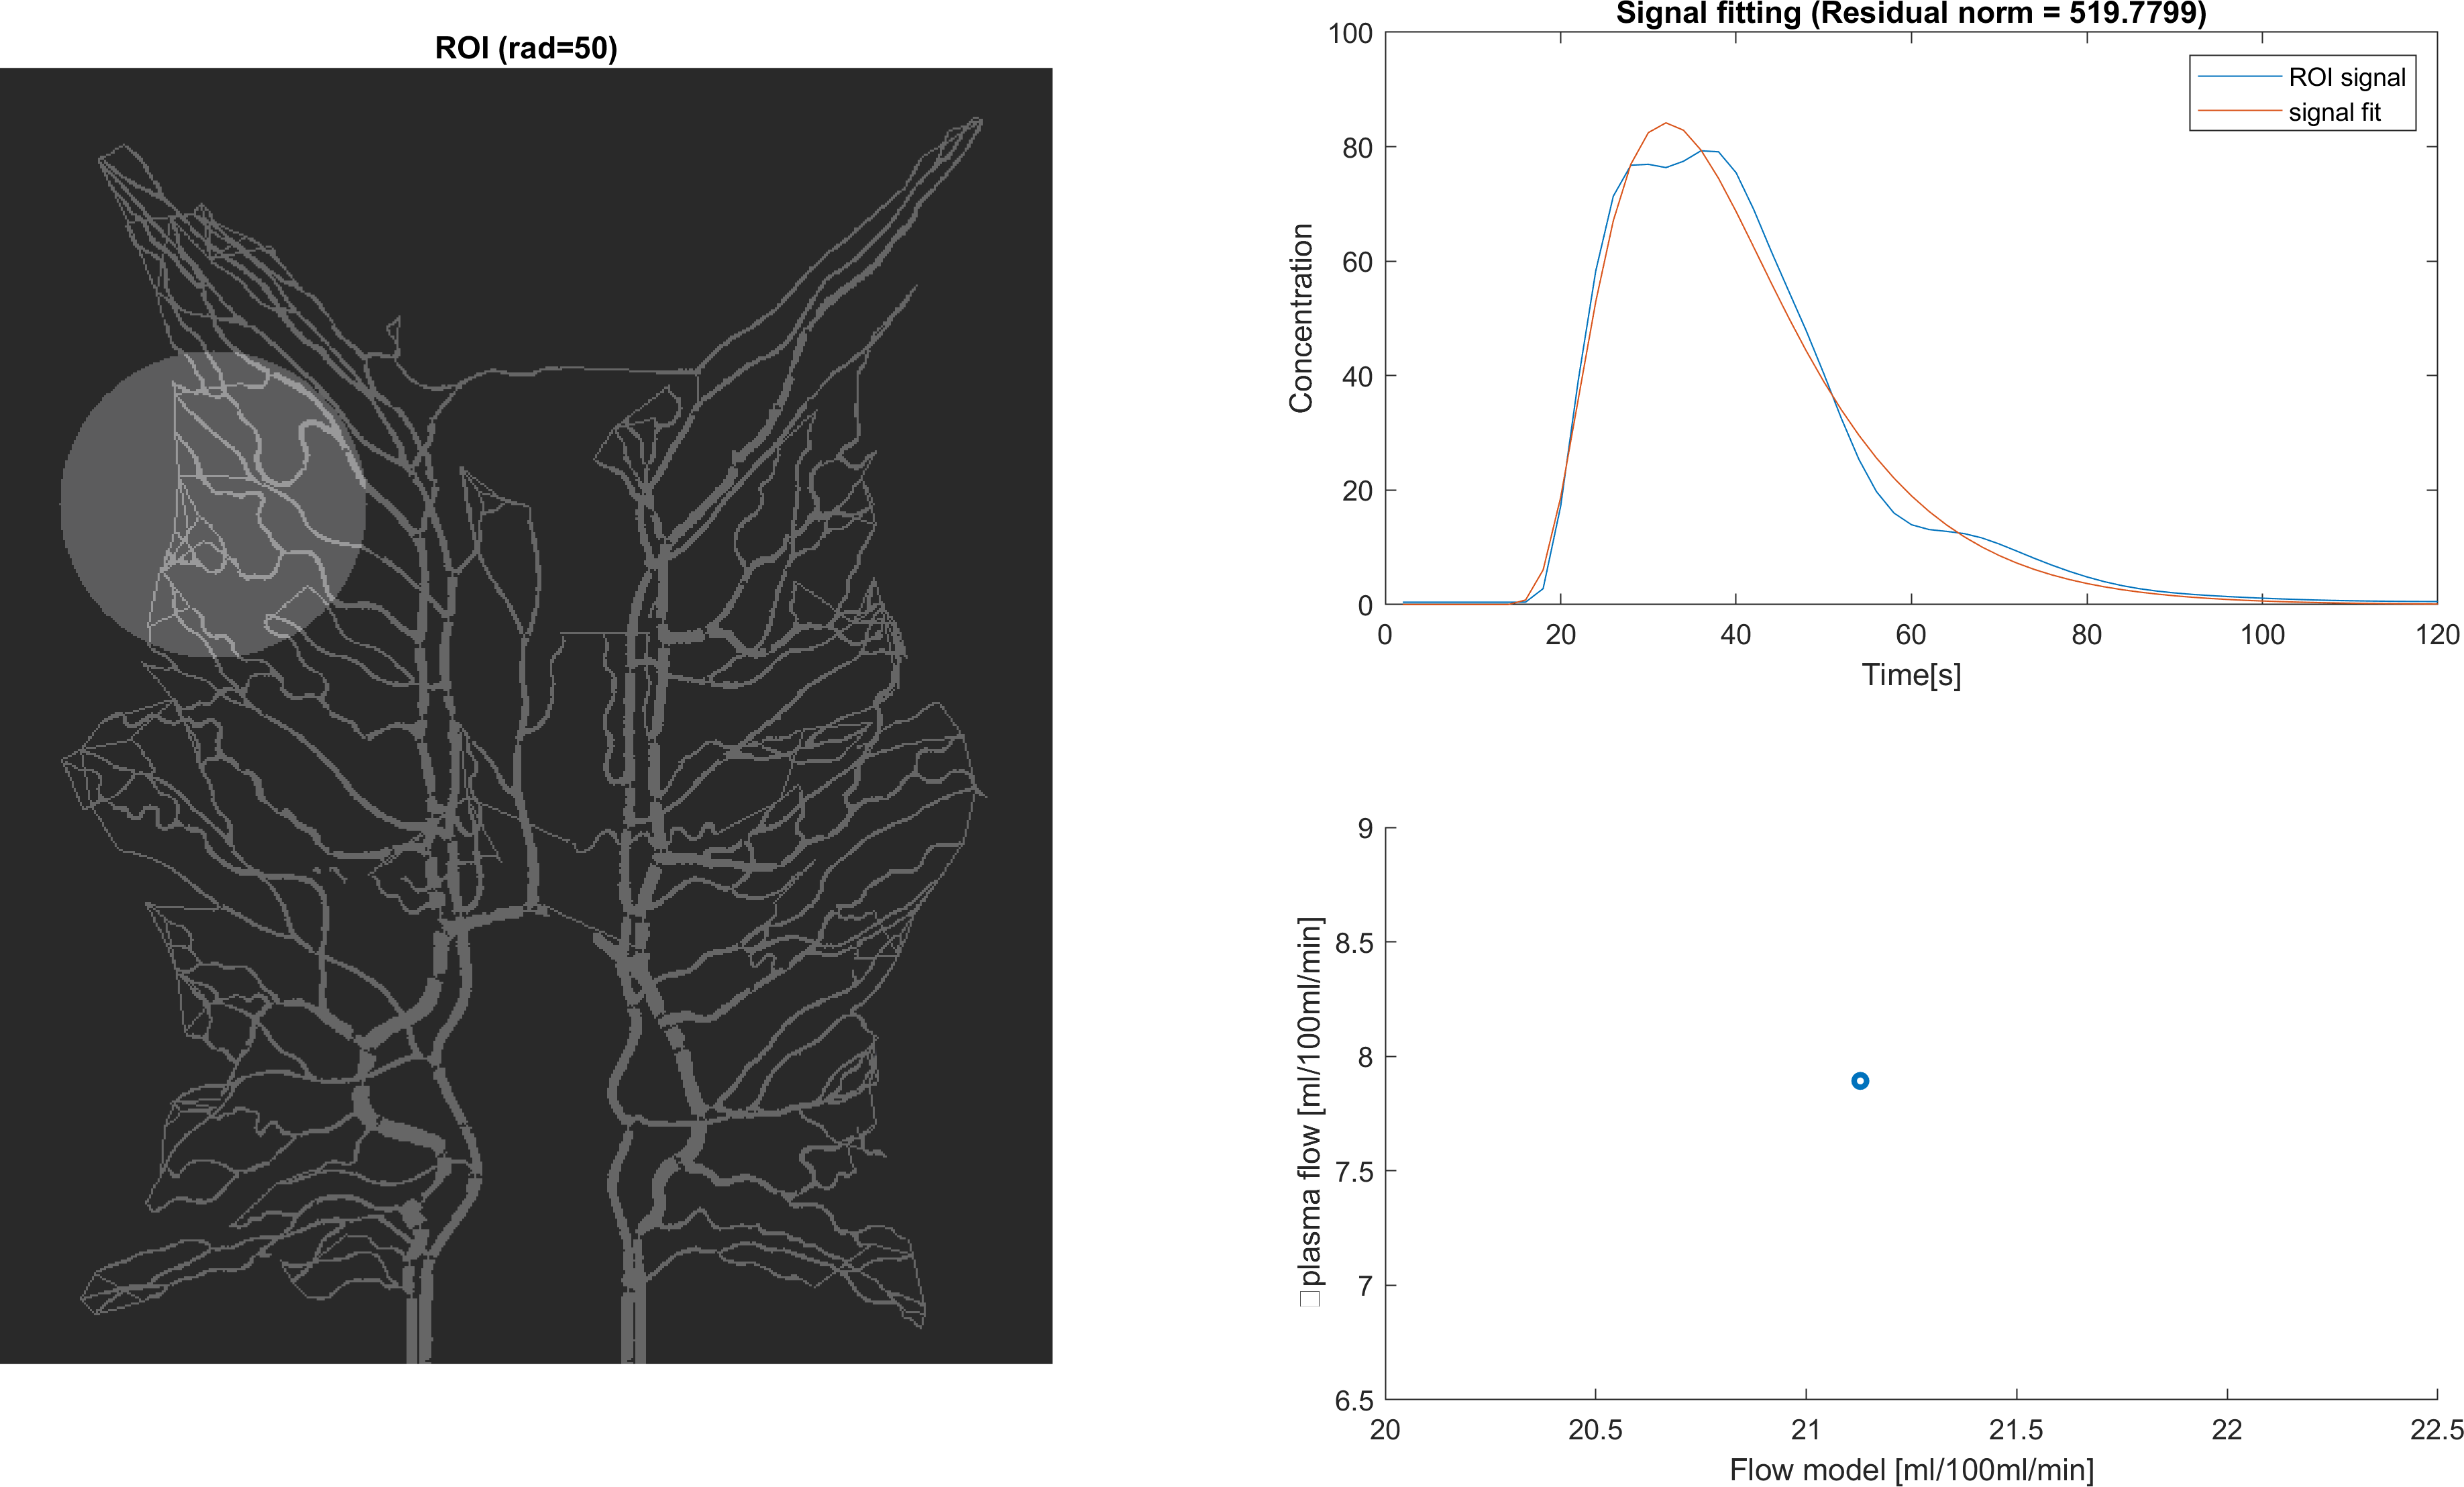 ROI (rad=50)
Signal fitting (Residual norm = 519.7799)
100
80
60
40
20
0
Concentration
ROI signal
signal fit
0 20 40 60 80 100 120
Time[s]
9
8.5
8
7.5
7
6.5
□plasma flow [ml/100ml/min]
20 20.5 21 21.5 22 22.5
Flow model [ml/100ml/min]